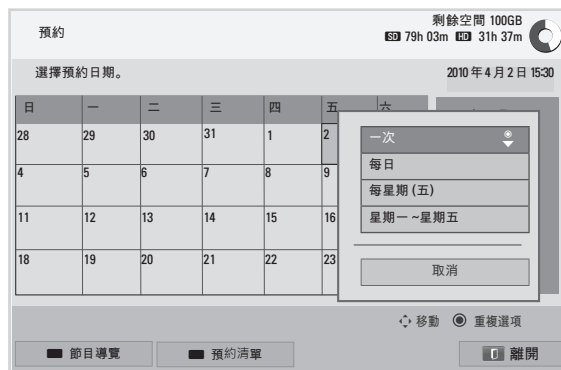 預約
剩餘空間 100GB
SD 79h 03m HD 31h 37m
選擇預約日期。
2010 年 4 月 2 日 15:30
日 一 二 三 四 五 六
28 29 30 31 1 2
4 5 6 7 8 9
11 12 13 14 15 16
18 19 20 21 22 23
一次
每日
每星期 (五)
星期一 ~星期五
取消
移動 重複選項
節目導覽 預約清單 離開